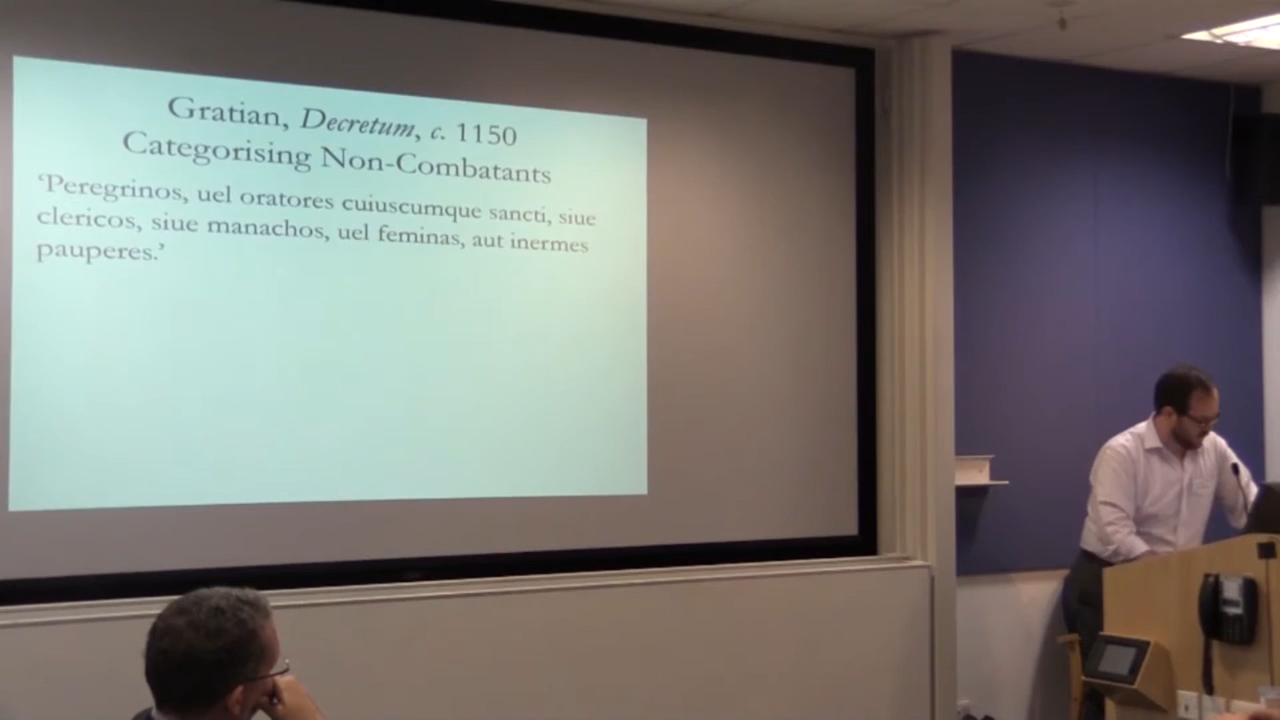 Gratian, Decretum, c. 1150
Categorising Non-Combatants
‘Peregrinos, uel oratores cuiuscumque sancti, siue
clericos, siue manachos, uel feminas, aut inermes
pauperes.’